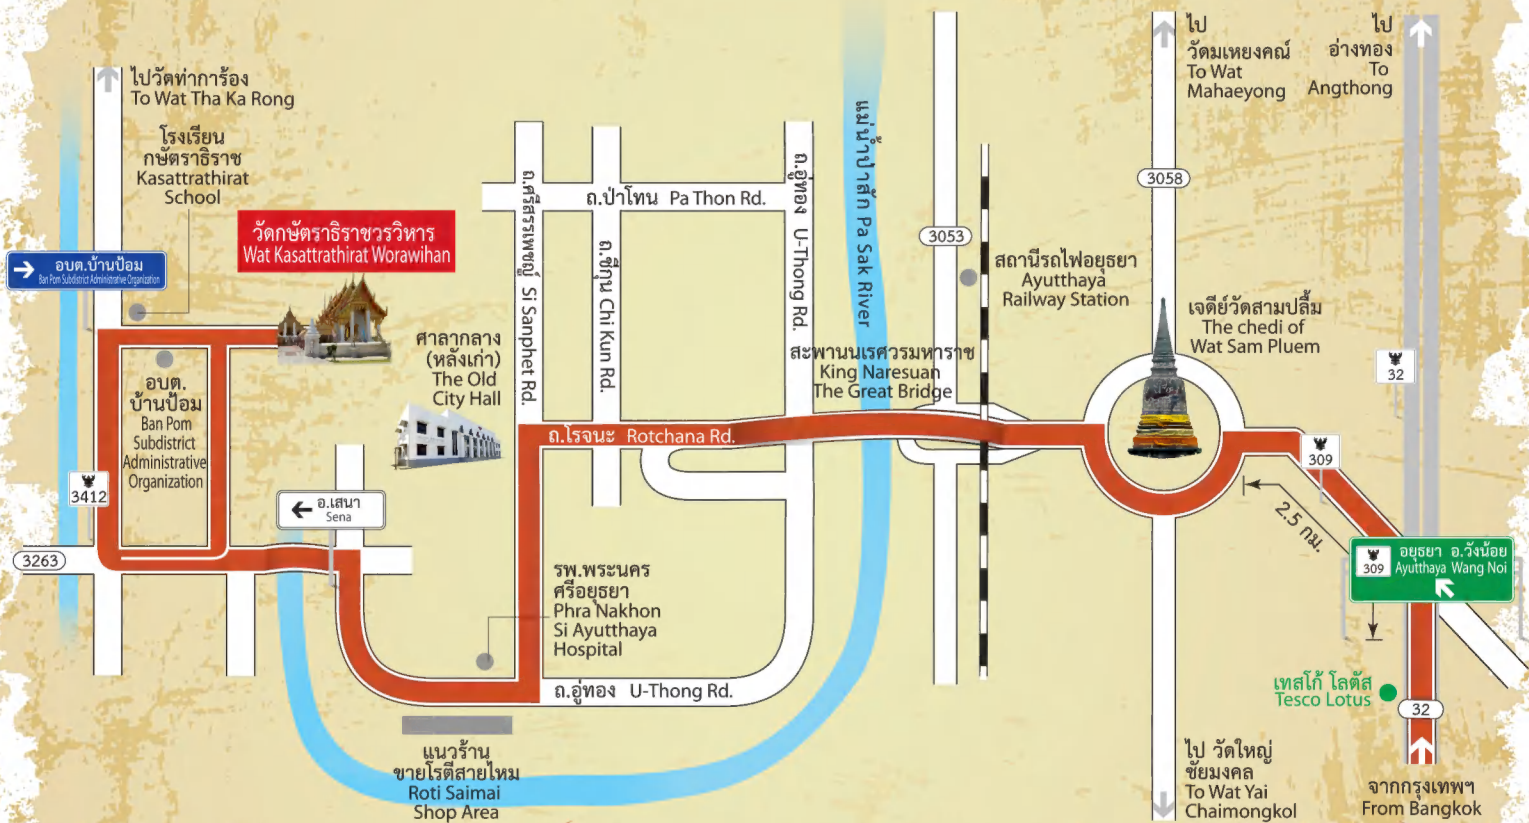 ไปวัดท่าการ้อง
To Wat Tha Ka Rong
โรงเรียน
กษัตราธิราช
Kasattrathirat
School
วัดกษัตราธิราชวรวิหาร
Wat Kasattrathirat Worawihan
→ อบต.บ้านป้อม
Ban Pom Subdistrict Administrative Organization
อบต.
บ้านป้อม
Ban Pom
Subdistrict
Administrative
Organization
3412
3263
← อ.เสนา
Sena
ศาลากลาง
(หลังเก่า)
The Old
City Hall
ถ.ศรีสรรเพชญ์ Si Sanphet Rd.
ถ.ชีกุน Chi Kun Rd.
ถ.ป่าโทน Pa Thon Rd.
ถ.อู่ทอง U-Thong Rd.
แม่น้ำป่าสัก Pa Sak River
ถ.โรจนะ Rotchana Rd.
สะพานนเรศวรมหาราช
King Naresuan
The Great Bridge
รพ.พระนคร
ศรีอยุธยา
Phra Nakhon
Si Ayutthaya
Hospital
ถ.อู่ทอง U-Thong Rd.
แนวร้าน
ขายโรตีสายไหม
Roti Saimai
Shop Area
3053
สถานีรถไฟอยุธยา
Ayutthaya
Railway Station
ไป
วัดมเหยงคณ์
To Wat
Mahaeyong
3058
เจดีย์วัดสามปลื้ม
The chedi of
Wat Sam Pluem
ไป
อ่างทอง
To
Angthong
32
309
2.5 กม.
309
อยุธยา อ.วังน้อย
Ayutthaya Wang Noi
เทสโก้ โลตัส
Tesco Lotus
32
ไป วัดใหญ่
ชัยมงคล
To Wat Yai
Chaimongkol
จากกรุงเทพฯ
From Bangkok